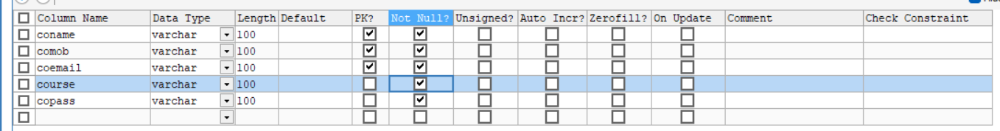 Column Name Data Type Length Default PK? Not Null? Unsigned? Auto Incr? Zerofill? On Update Comment Check Constraint
coname varchar 100
comob varchar 100
coemail varchar 100
course varchar 100
copass varchar 100